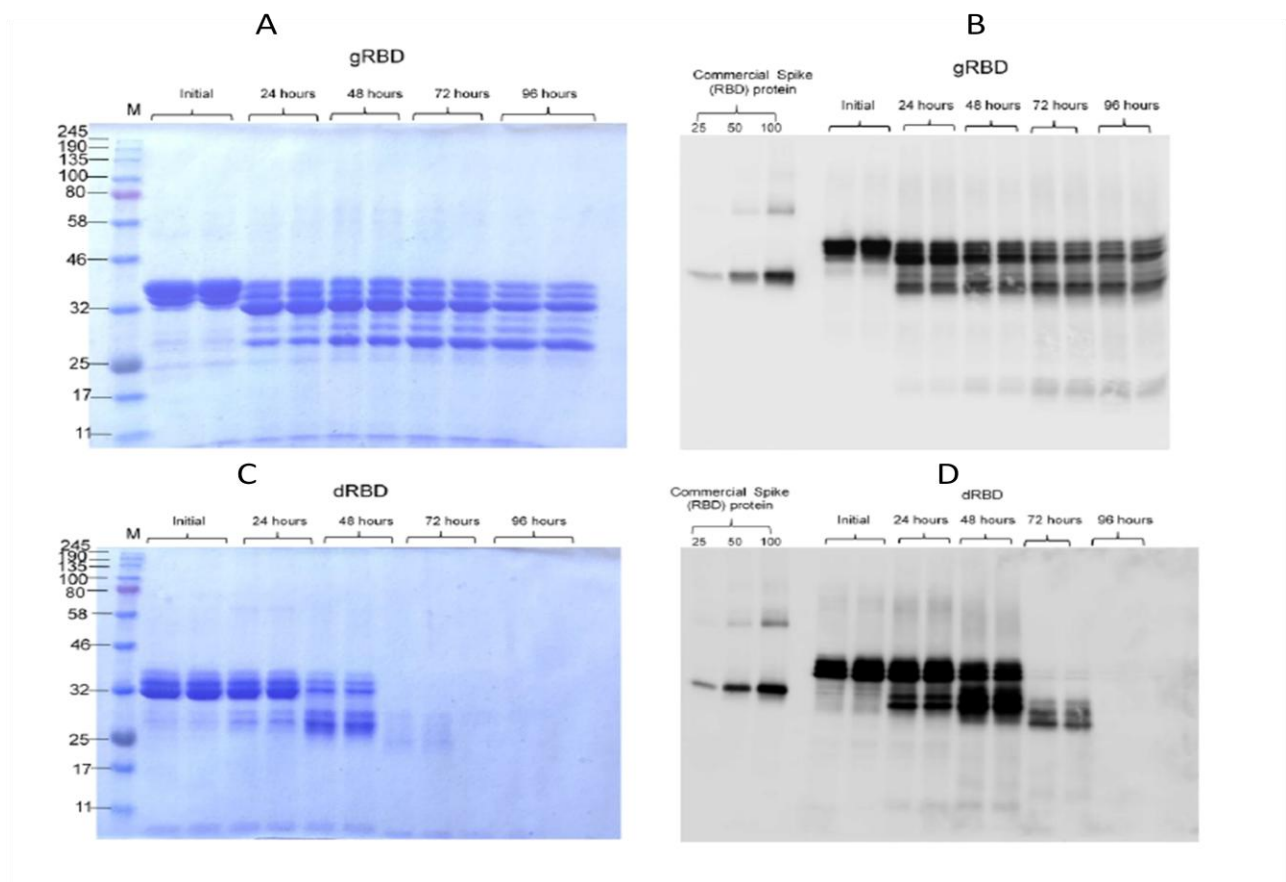 A
gRBD
Initial 24 hours 48 hours 72 hours 96 hours
M
245
190
135
100
80
58
46
32
25
17
11
B
gRBD
Commercial Spike
(RBD) protein
Initial 24 hours 48 hours 72 hours 96 hours
25 50 100
C
dRBD
Initial 24 hours 48 hours 72 hours 96 hours
M
245
190
135
100
80
58
46
32
25
17
11
D
dRBD
Commercial Spike
(RBD) protein
Initial 24 hours 48 hours 72 hours 96 hours
25 50 100